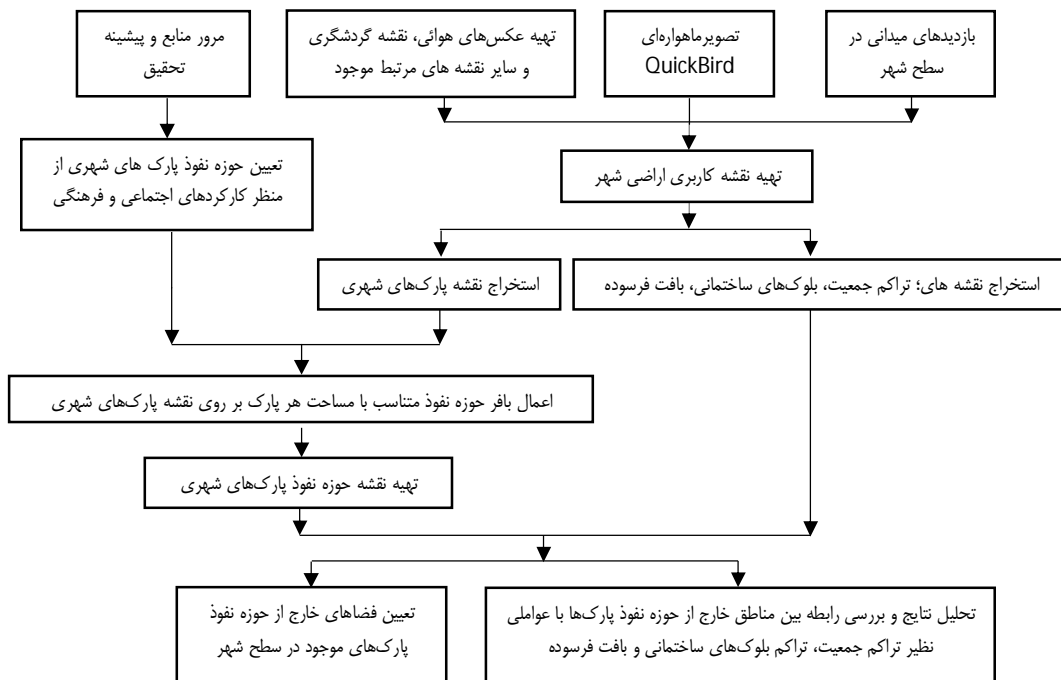 بازدیدهای میدانی در
سطح شهر
تصویرماهواره‌ای
QuickBird
تهیه عکس‌های هوائی، نقشه گردشگری
و سایر نقشه های مرتبط موجود
مرور منابع و پیشینه
تحقیق
تهیه نقشه کاربری اراضی شهر
تعیین حوزه نفوذ پارک های شهری از
منظر کارکردهای اجتماعی و فرهنگی
استخراج نقشه های؛ تراکم جمعیت، بلوک‌های ساختمانی، بافت فرسوده
استخراج نقشه پارک‌های شهری
اعمال بافر حوزه نفوذ متناسب با مساحت هر پارک بر روی نقشه پارک‌های شهری
تهیه نقشه حوزه نفوذ پارک‌های شهری
تحلیل نتایج و بررسی رابطه بین مناطق خارج از حوزه نفوذ پارک‌ها با عواملی
نظیر تراکم جمعیت، تراکم بلوک‌های ساختمانی و بافت فرسوده
تعیین فضاهای خارج از حوزه نفوذ
پارک‌های موجود در سطح شهر